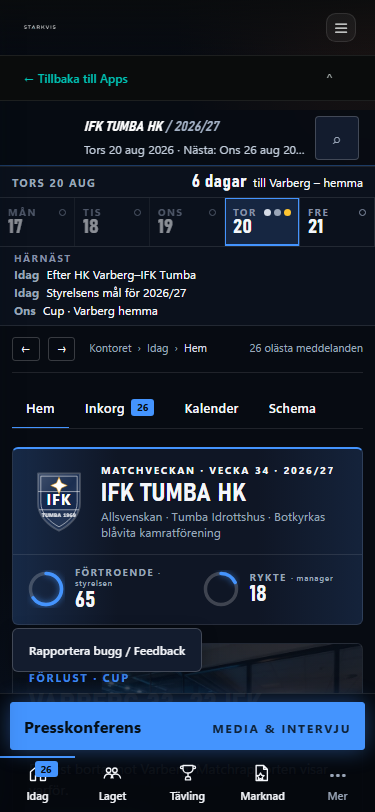 STARKVIS
← Tillbaka till Apps
^
IFK TUMBA HK / 2026/27
Tors 20 aug 2026 · Nästa: Ons 26 aug 20...
TORS 20 AUG
6 dagar till Varberg – hemma
MÅN
17
TIS
18
ONS
19
TOR
20
FRE
21
HÄRNÄST
Idag Efter HK Varberg–IFK Tumba
Idag Styrelsens mål för 2026/27
Ons Cup · Varberg hemma
← → Kontoret › Idag › Hem 26 olästa meddelanden
Hem Inkorg 26 Kalender Schema
MATCHVECKAN · VECKA 34 · 2026/27
IFK TUMBA HK
Allsvenskan · Tumba Idrottshus · Botkyrkas
blåvita kamratförening
IFK
TUMBA 1969
FÖRTROENDE ·
styrelsen
65
RYKTE · manager
18
Rapportera bugg / Feedback
FÖRLUST · CUP
Presskonferens MEDIA & INTERVJU
26
Idag Laget Tävling Marknad Mer